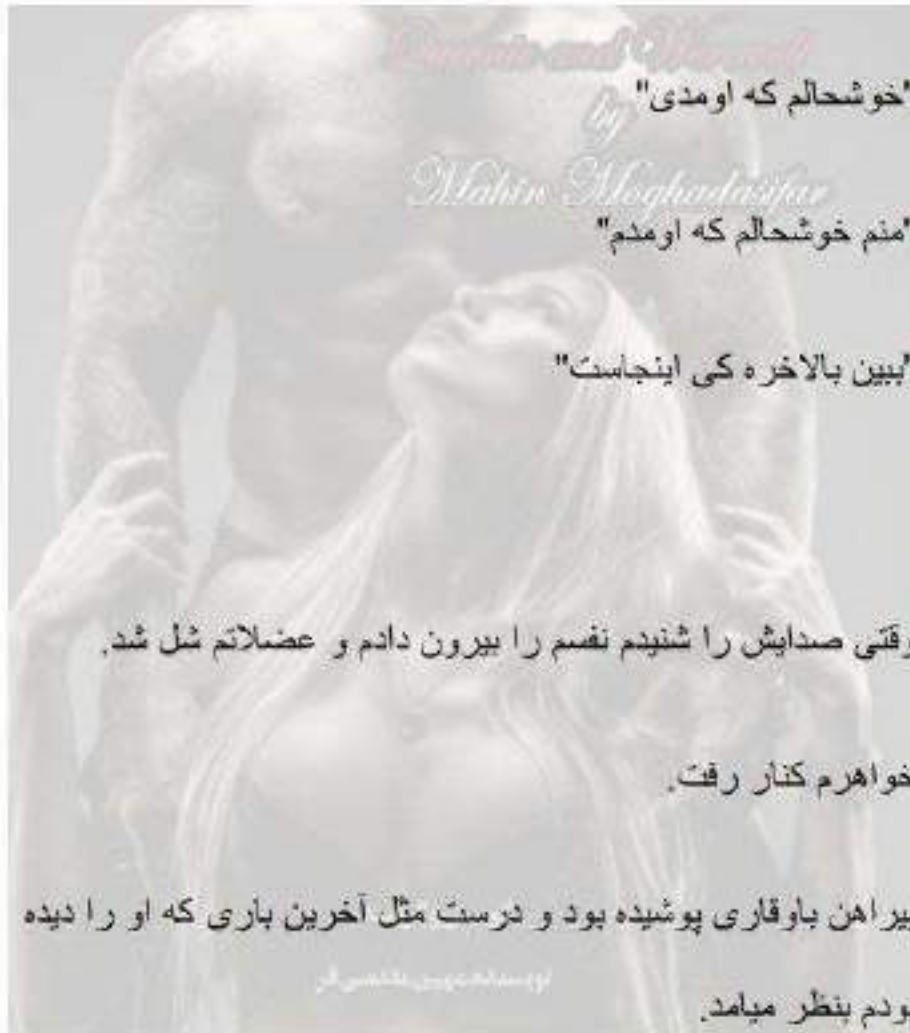 by
Mahin Moghadasifar
"خوشحالم که اومدی"
"منم خوشحالم که اومدم"
"ببین بالاخره کی اینجاست"
وقتی صدایش را شنیدم نفسم را بیرون دادم و عضلاتم شل شد.
خواهرم کنار رفت.
پیراهن باوقاری پوشیده بود و درست مثل آخرین باری که او را دیده
بودم بنظر میامد.